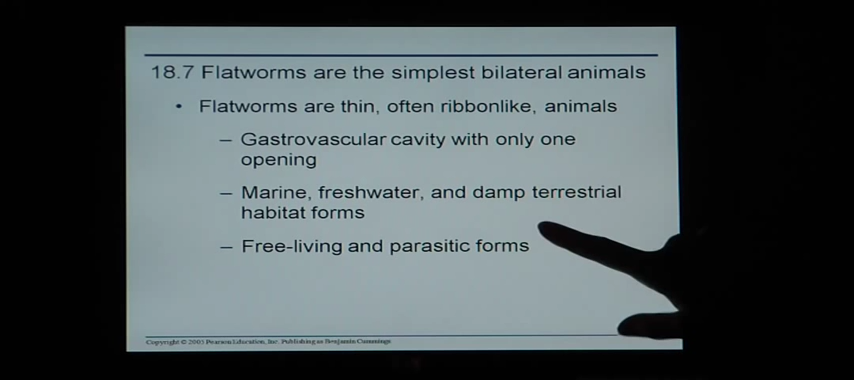 18.7 Flatworms are the simplest bilateral animals
• Flatworms are thin, often ribbonlike, animals
– Gastrovascular cavity with only one
opening
– Marine, freshwater, and damp terrestrial
habitat forms
– Free-living and parasitic forms
Copyright © 2005 Pearson Education, Inc. Publishing as Benjamin Cummings